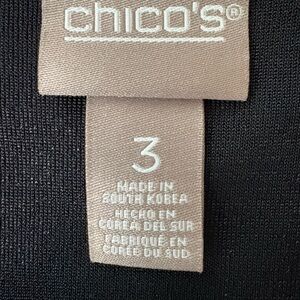 chico's®
3
MADE IN
SOUTH KOREA
HECHO EN
COREA DEL SUR
FABRIQUÉ EN
CORÉE DU SUD